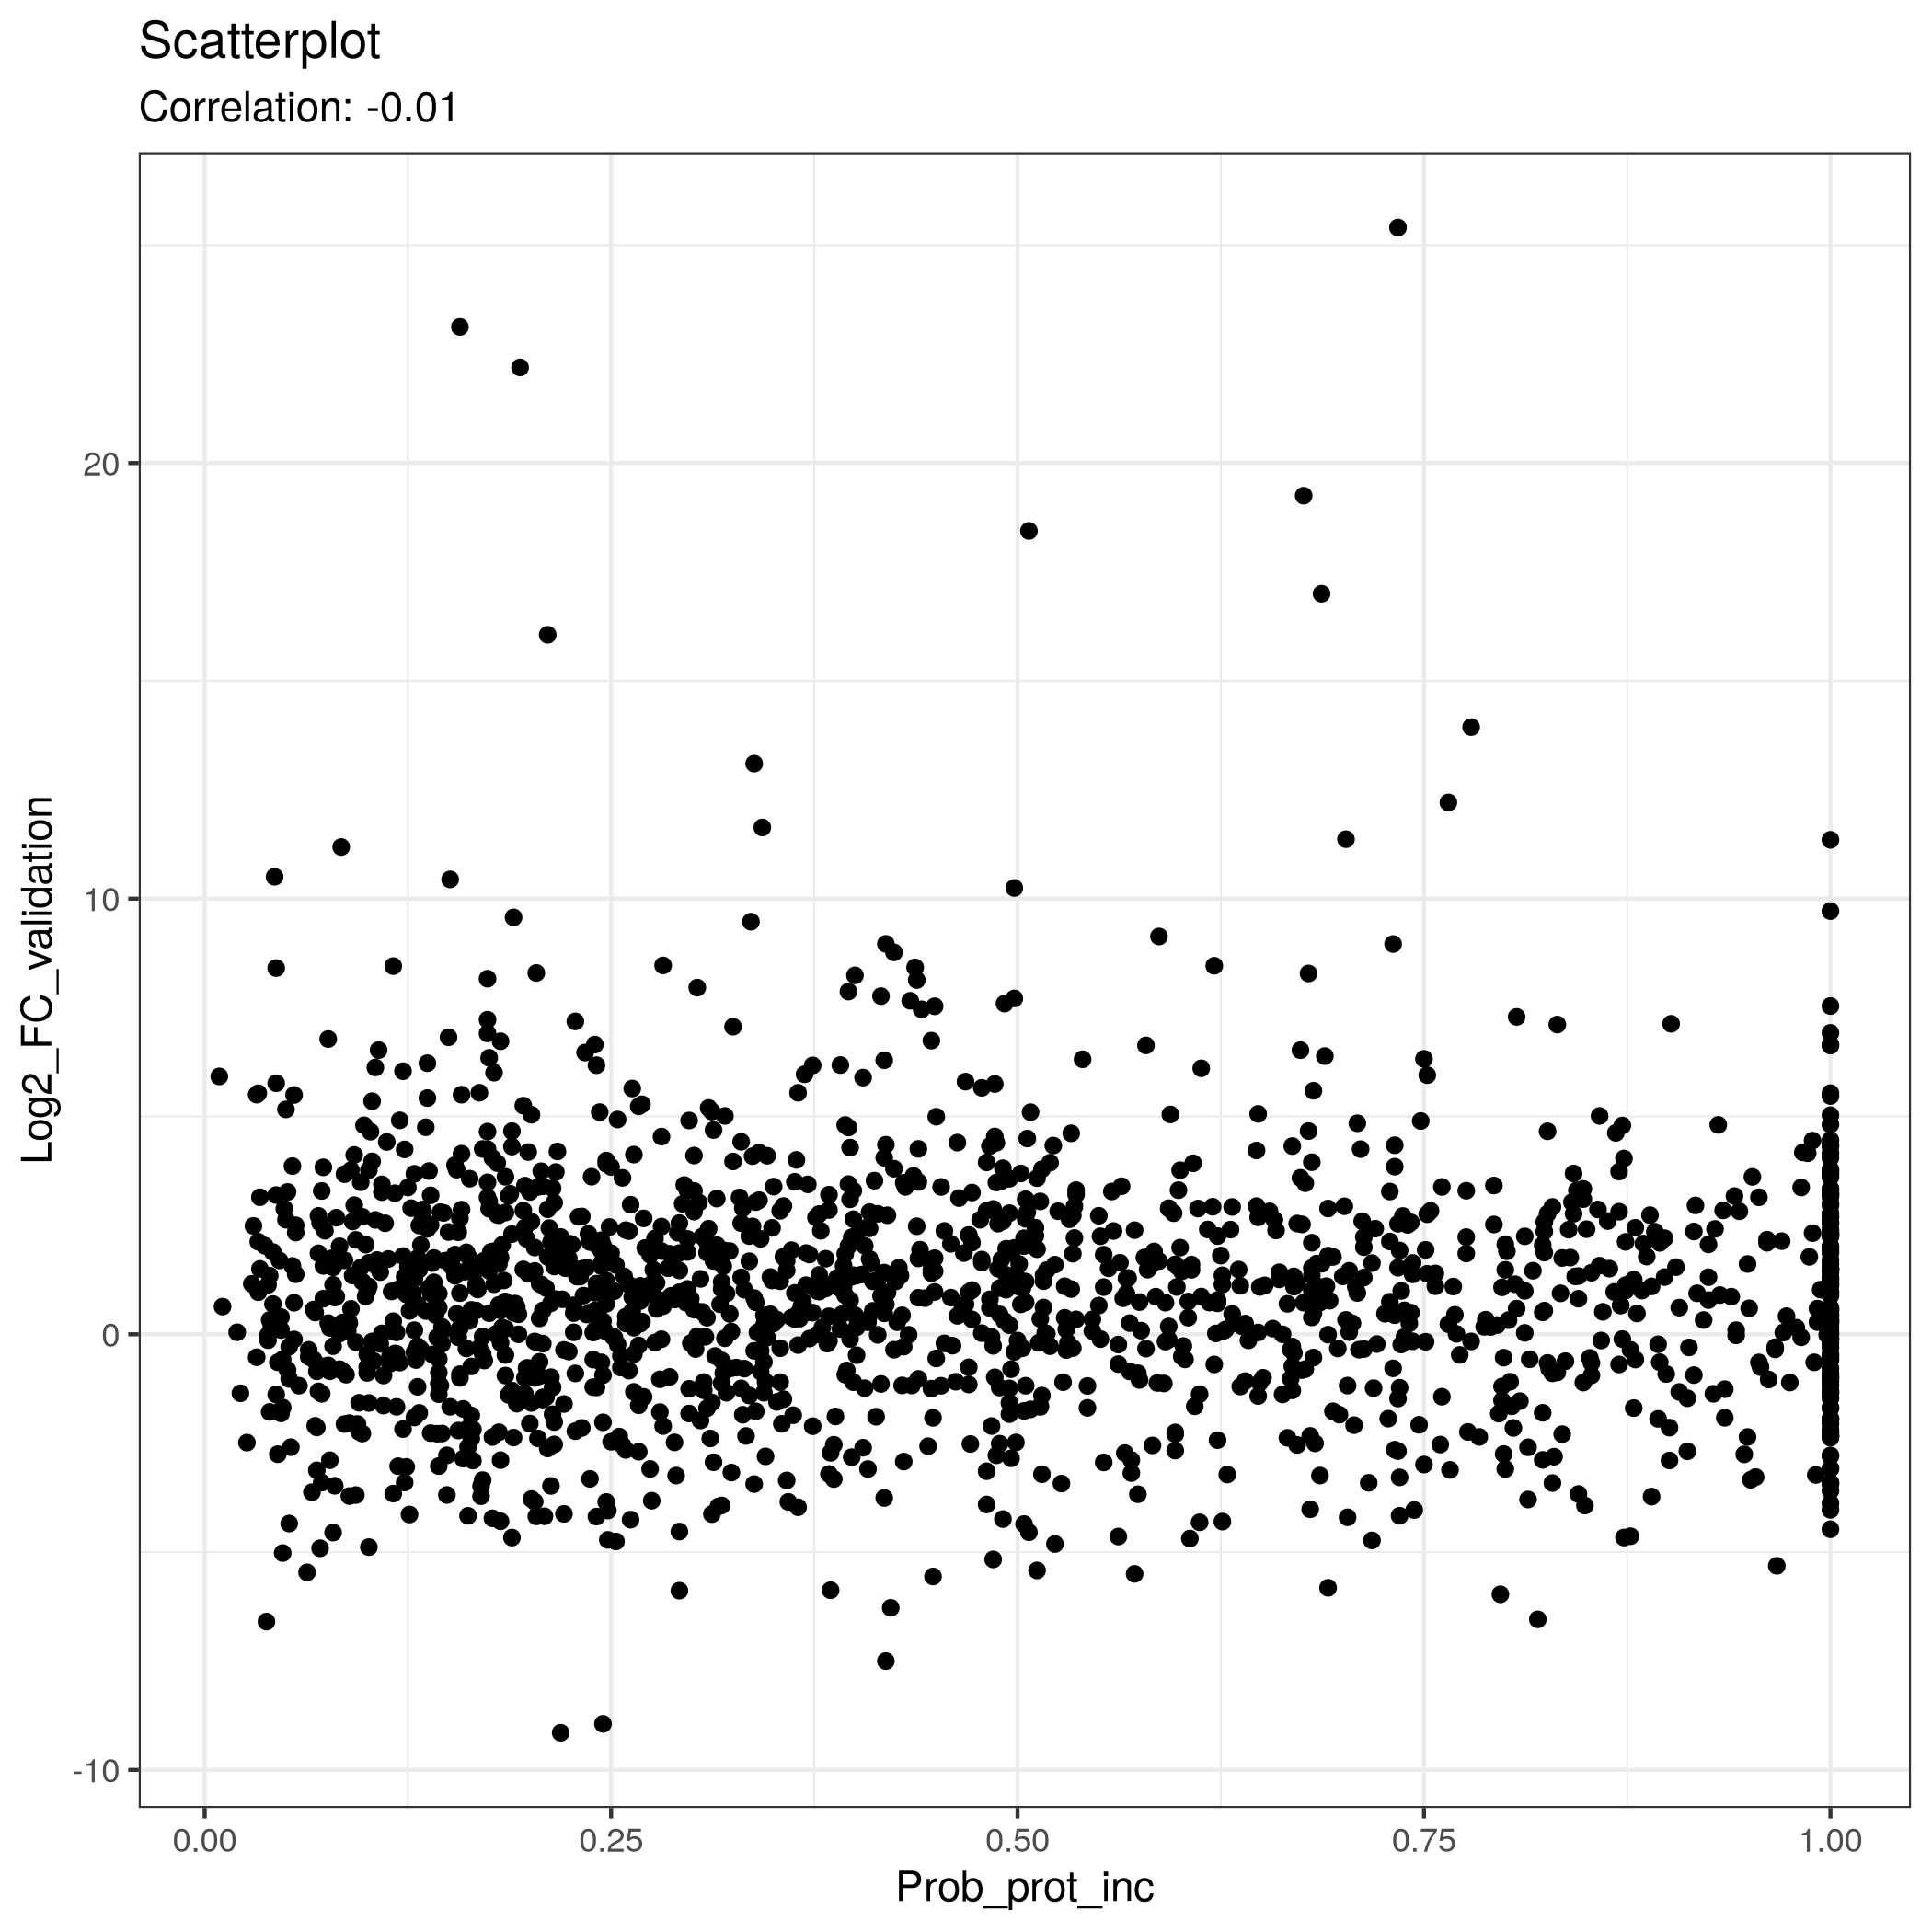 Scatterplot
Correlation: -0.01
Log2_FC_validation
20
10
0
-10
0.00
0.25
0.50
0.75
1.00
Prob_prot_inc